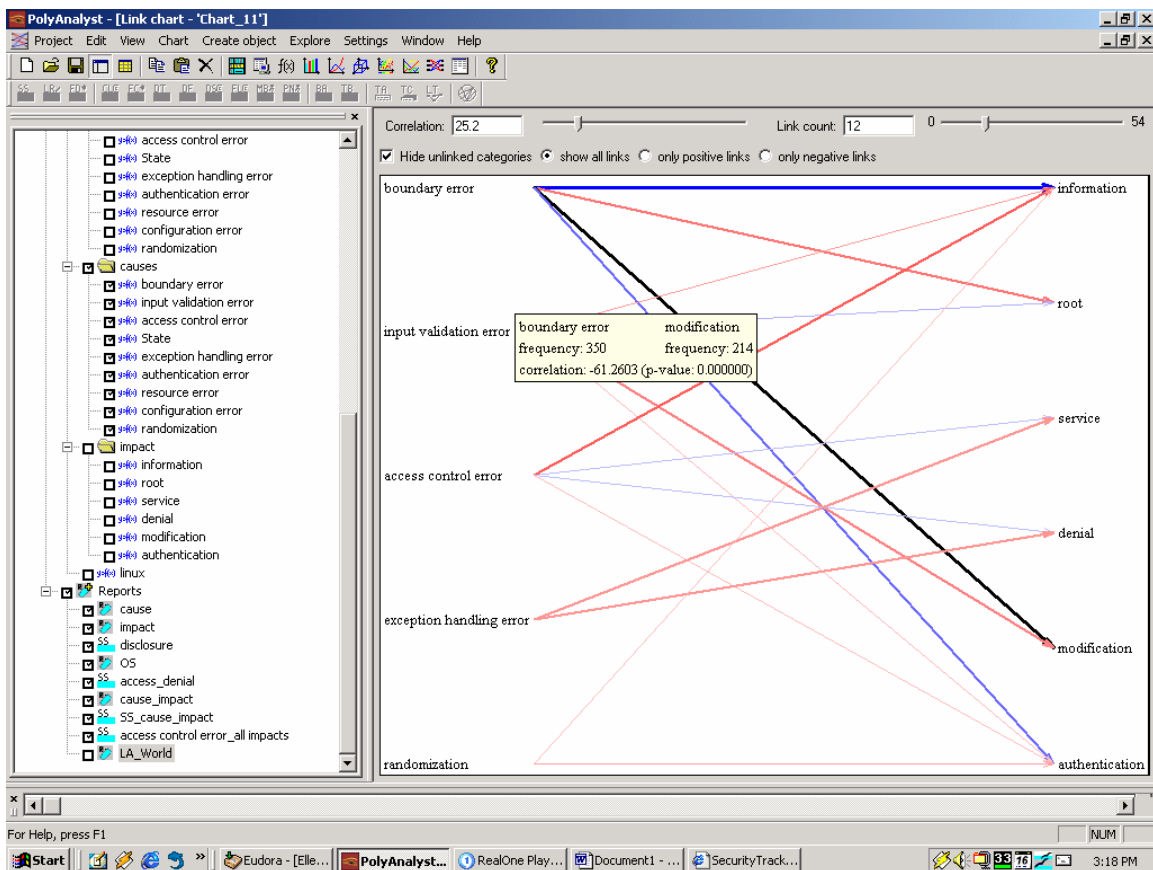 PolyAnalyst - [Link chart - 'Chart_11']
Project Edit View Chart Create object Explore Settings Window Help
access control error
State
exception handling error
authentication error
resource error
configuration error
randomization
causes
boundary error
input validation error
access control error
State
exception handling error
authentication error
resource error
configuration error
randomization
impact
information
root
service
denial
modification
authentication
linux
Reports
cause
impact
SS disclosure
OS
SS access_denial
cause_impact
SS SS_cause_impact
SS access control error_all impacts
LA_World
Correlation: 25.2 Link count: 12 0 54
Hide unlinked categories show all links only positive links only negative links
boundary error information
root
input validation error
boundary error modification
frequency: 350 frequency: 214
correlation: -61.2603 (p-value: 0.000000)
service
access control error
denial
exception handling error
modification
randomization authentication
For Help, press F1 NUM
Start » Eudora - [Elle... PolyAnalyst... RealOne Play... Document1 - ... SecurityTrack... 33 16 3:18 PM